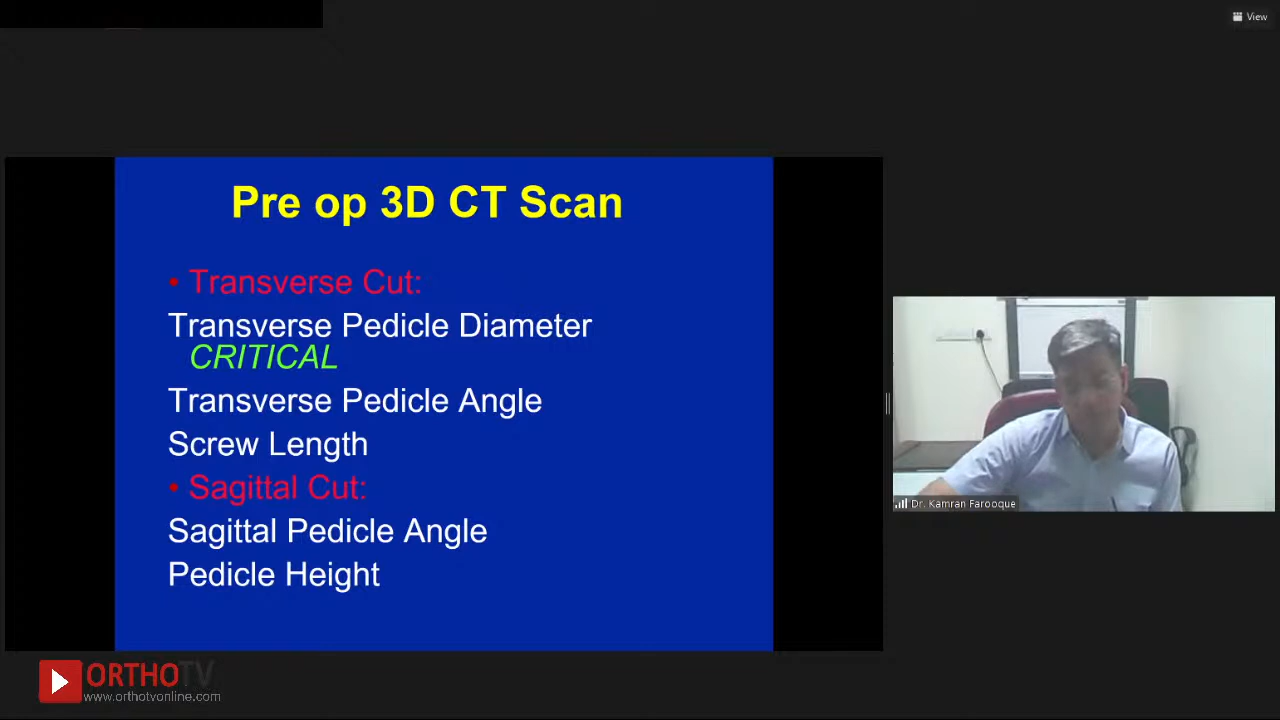 View
Pre op 3D CT Scan
• Transverse Cut:
Transverse Pedicle Diameter
CRITICAL
Transverse Pedicle Angle
Screw Length
• Sagittal Cut:
Sagittal Pedicle Angle
Pedicle Height
Dr. Kamran Farooque
ORTHOTV
www.orthotvonline.com